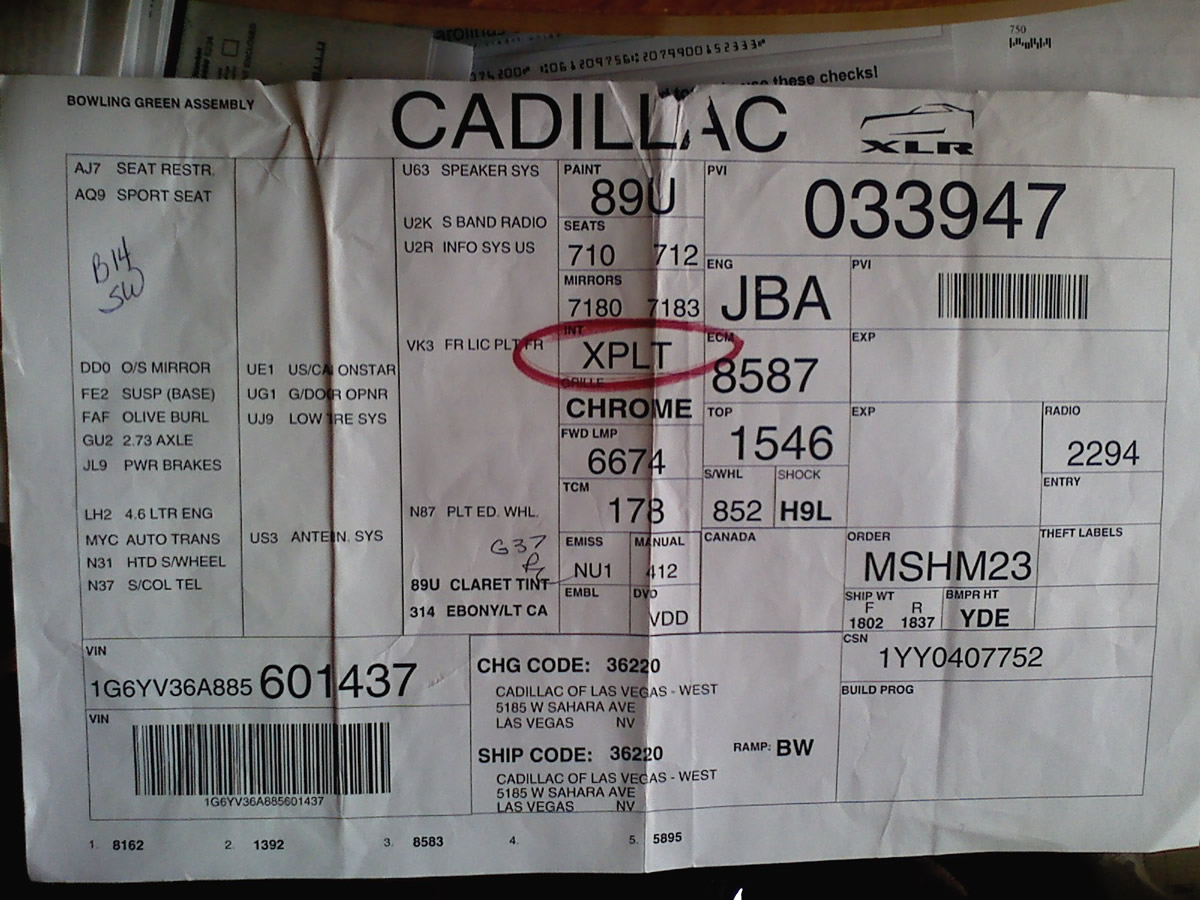 750
074200⑈ ⑆061209756⑆ 2079900652333⑈
use these checks!
BOWLING GREEN ASSEMBLY
CADILLAC
XLR
AJ7 SEAT RESTR.
AQ9 SPORT SEAT
B14
SW
DD0 O/S MIRROR
FE2 SUSP (BASE)
FAF OLIVE BURL
GU2 2.73 AXLE
JL9 PWR BRAKES
LH2 4.6 LTR ENG
MYC AUTO TRANS
N31 HTD S/WHEEL
N37 S/COL TEL
UE1 US/CA ONSTAR
UG1 G/DOOR OPNR
UJ9 LOW TIRE SYS
US3 ANTEN. SYS
U63 SPEAKER SYS
U2K S BAND RADIO
U2R INFO SYS US
VK3 FR LIC PLT FR
N87 PLT ED. WHL.
G37
89U CLARET TINT
314 EBONY/LT CA
PAINT
89U
SEATS
710 712
MIRRORS
7180 7183
INT
XPLT
GRILLE
CHROME
FWD LMP
6674
TCM
178
EMISS
NU1
MANUAL
412
EMBL
DVD
VDD
PVI
033947
ENG
JBA
PVI
ECM
8587
EXP
TOP
1546
EXP
RADIO
2294
S/WHL
852
SHOCK
H9L
ENTRY
CANADA
ORDER
MSHM23
THEFT LABELS
SHIP WT
F R
1802 1837
BMPR HT
YDE
CSN
1YY0407752
BUILD PROG
VIN
1G6YV36A885601437
VIN
1G6YV36A885601437
CHG CODE: 36220
CADILLAC OF LAS VEGAS - WEST
5185 W SAHARA AVE
LAS VEGAS NV
SHIP CODE: 36220
CADILLAC OF LAS VEGAS - WEST
5185 W SAHARA AVE
LAS VEGAS NV
RAMP: BW
1. 8162 2. 1392 3. 8583 4. 5. 5895